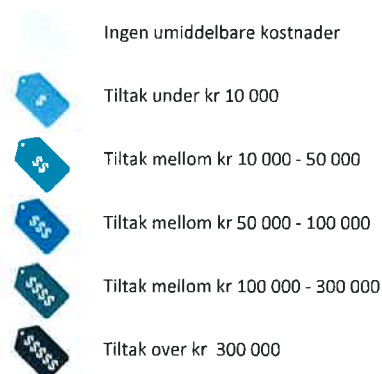 Ingen umiddelbare kostnader
$ Tiltak under kr 10 000
$$ Tiltak mellom kr 10 000 - 50 000
$$$ Tiltak mellom kr 50 000 - 100 000
$$$$ Tiltak mellom kr 100 000 - 300 000
$$$$$ Tiltak over kr 300 000